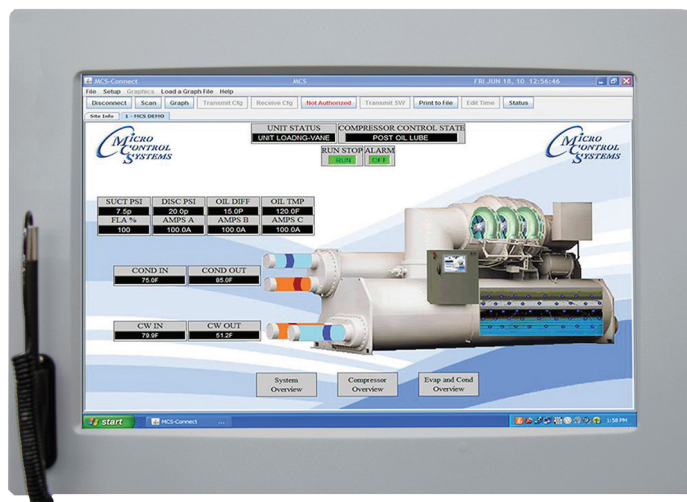 MCS-Connect MCS FRI JUN 18, 10 12:56:46
File Setup Graphics Load a Graph File Help
Disconnect Scan Graph Transmit Cfg Receive Cfg Not Authorized Transmit SW Print to File Edit Time Status
Site Info 1 - MCS DEMO
MICRO
CONTROL
SYSTEMS
UNIT STATUS COMPRESSOR CONTROL STATE
UNIT LOADNG-VANE POST OIL LUBE
RUN STOP ALARM
RUN OFF
MICRO
CONTROL
SYSTEMS
SUCT PSI DISC PSI OIL DIFF OIL TMP
7.5p 20.0p 15.0P 120.0F
FLA % AMPS A AMPS B AMPS C
100 100.0A 100.0A 100.0A
COND IN COND OUT
75.0F 85.0F
CW IN CW OUT
79.9F 51.2F
System Overview
Compressor Overview
Evap and Cond Overview
start MCS-Connect ... 1:58 PM